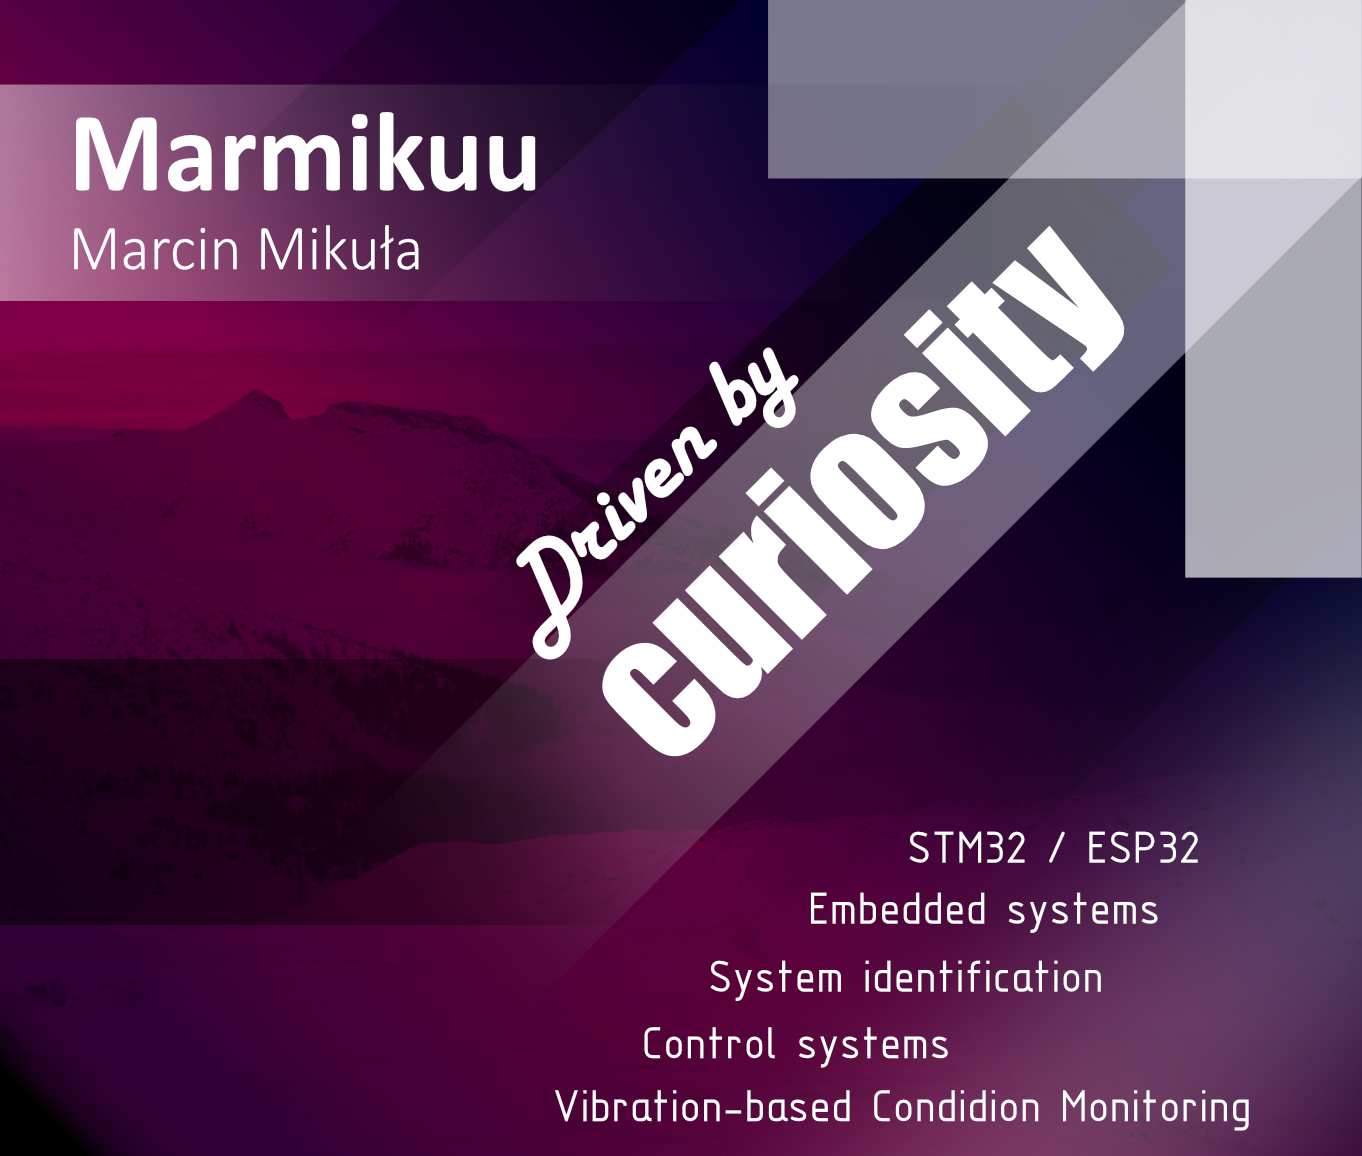 Marmikuu
Marcin Mikuła
Driven by
curiosity
STM32 / ESP32
Embedded systems
System identification
Control systems
Vibration-based Condidion Monitoring